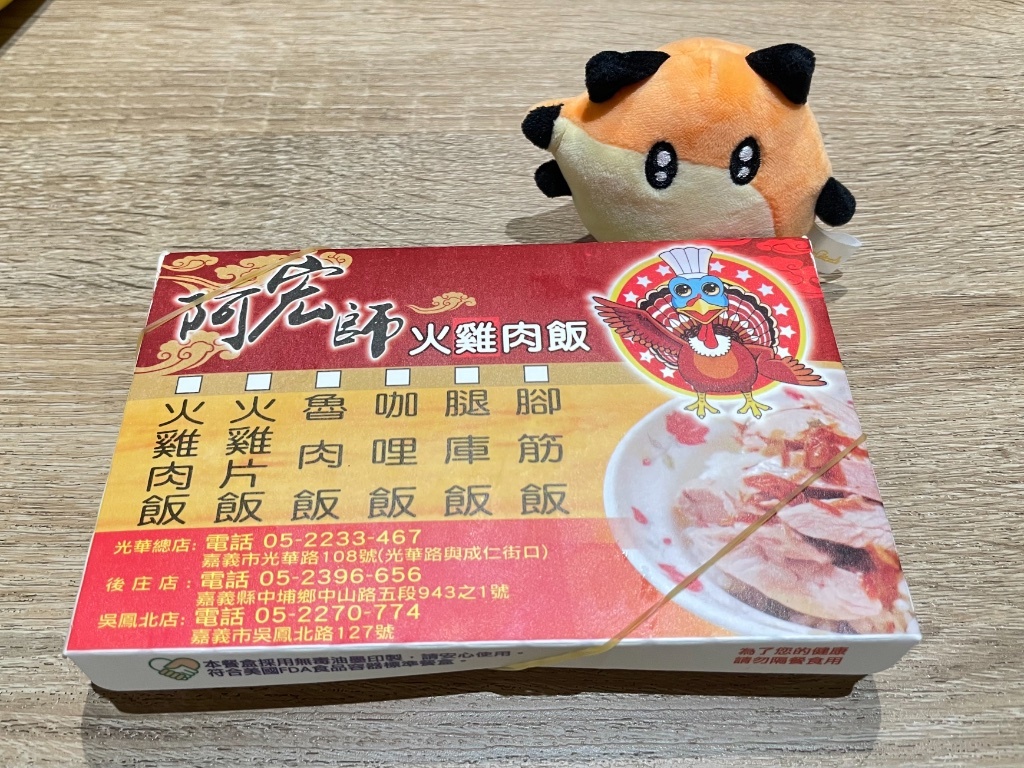 阿宏師 火雞肉飯
火雞肉飯
火雞片飯
魯肉飯
咖哩飯
腿庫飯
腳筋飯
光華總店: 電話 05-2233-467
嘉義市光華路108號(光華路與成仁街口)
後庄店: 電話 05-2396-656
嘉義縣中埔鄉中山路五段943之1號
吳鳳北店: 電話 05-2270-774
嘉義市吳鳳北路127號
本餐盒採用無毒油墨印製，請安心使用。
符合美國FDA食品容器標準餐盒。
為了您的健康
請勿隔餐食用